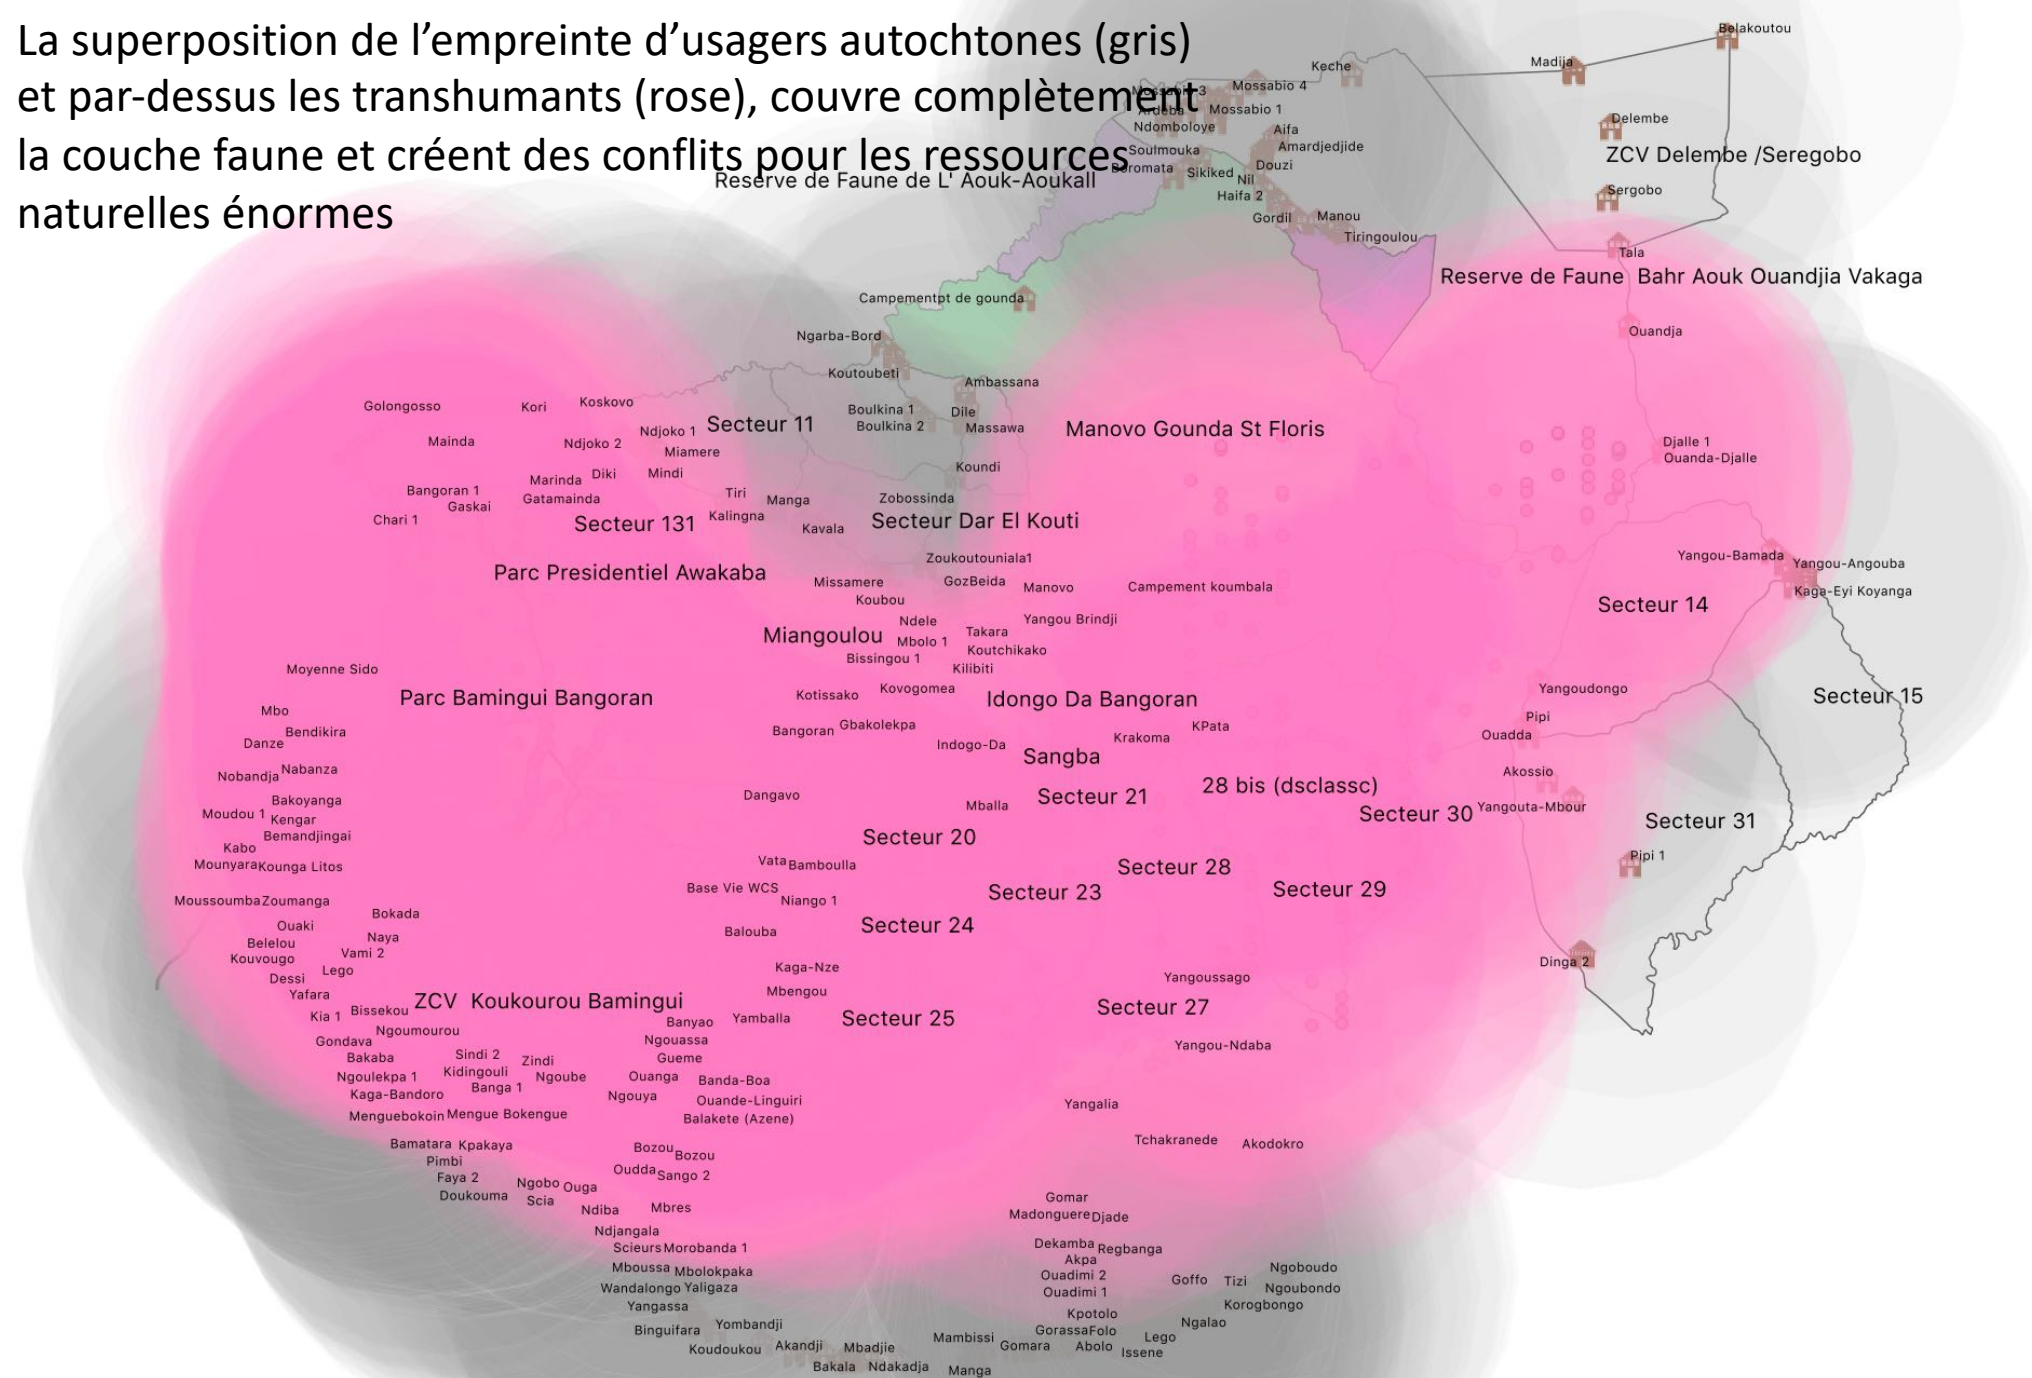 La superposition de l’empreinte d’usagers autochtones (gris)
et par-dessus les transhumants (rose), couvre complètement
la couche faune et créent des conflits pour les ressources
naturelles énormes
Belakoutou
Madija
Keche
Mossabio 4
Mossabio 3
Ardeba
Mossabio 1
Ndomboloye
Aifa
Delembe
Amardjedjide
Soulmouka
ZCV Delembe /Seregobo
Boromata
Sikiked
Douzi
Nil
Reserve de Faune de L' Aouk-Aoukall
Haifa 2
Sergobo
Gordil
Manou
Tiringoulou
Tala
Reserve de Faune  Bahr Aouk Ouandjia Vakaga
Campementpt de gounda
Ngarba-Bord
Ouandja
Koutoubeti
Ambassana
Golongosso
Kori
Koskovo
Boulkina 1
Dile
Secteur 11
Boulkina 2
Massawa
Manovo Gounda St Floris
Ndjoko 1
Mainda
Ndjoko 2
Miamere
Djalle 1
Ouanda-Djalle
Koundi
Marinda
Diki
Mindi
Bangoran 1
Gatamainda
Tiri
Manga
Zobossinda
Gaskai
Chari 1
Secteur 131
Kalingna
Kavala
Secteur Dar El Kouti
Zoukoutouniala1
Yangou-Bamada
Yangou-Angouba
Parc Presidentiel Awakaba
Missamere
GozBeida
Manovo
Campement koumbala
Kaga-Eyi Koyanga
Koubou
Secteur 14
Ndele
Yangou Brindji
Miangoulou
Mbolo 1
Takara
Koutchikako
Bissingou 1
Kilibiti
Moyenne Sido
Parc Bamingui Bangoran
Kotissako
Kovogomea
Idongo Da Bangoran
Yangoudongo
Secteur 15
Mbo
Pipi
Bendikira
Bangoran
Gbakolekpa
KPata
Danze
Indogo-Da
Krakoma
Ouadda
Sangba
Nabanza
Nobandja
Akossio
28 bis (dsclassc)
Dangavo
Secteur 21
Bakoyanga
Mballa
Yangouta-Mbour
Moudou 1
Kengar
Secteur 30
Secteur 31
Bemandjingai
Secteur 20
Kabo
Mounyara
Kounga Litos
Vata
Bamboulla
Secteur 28
Pipi 1
Base Vie WCS
Secteur 23
Secteur 29
Moussoumba
Zoumanga
Niango 1
Bokada
Ouaki
Secteur 24
Naya
Balouba
Belelou
Vami 2
Kouvougo
Dinga 2
Lego
Kaga-Nze
Dessi
Yangoussago
Yafara
Mbengou
ZCV  Koukourou Bamingui
Secteur 27
Kia 1
Bissekou
Banyao
Yamballa
Secteur 25
Ngoumourou
Gondava
Ngouassa
Yangou-Ndaba
Bakaba
Sindi 2
Zindi
Gueme
Kidingouli
Ngoulekpa 1
Ngoube
Ouanga
Banda-Boa
Banga 1
Kaga-Bandoro
Ngouya
Ouande-Linguiri
Yangalia
Menguebokoin
Mengue Bokengue
Balakete (Azene)
Bamatara
Kpakaya
Bozou
Tchakranede
Akodokro
Pimbi
Bozou
Oudda
Faya 2
Sango 2
Ngobo
Ouga
Doukouma
Scia
Gomar
Ndiba
Mbres
Madonguere
Djade
Ndjangala
Scieurs
Morobanda 1
Dekamba
Regbanga
Akpa
Mboussa
Mbolokpaka
Ouadimi 2
Ngoboudo
Wandalongo
Yaligaza
Goffo
Tizi
Ouadimi 1
Ngoubondo
Yangassa
Korogbongo
Kpotolo
Yombandji
Ngalao
Binguifara
Gorassa
Folo
Mambissi
Lego
Koudoukou
Akandji
Mbadjie
Gomara
Abolo
Issene
Bakala
Ndakadja
Manga